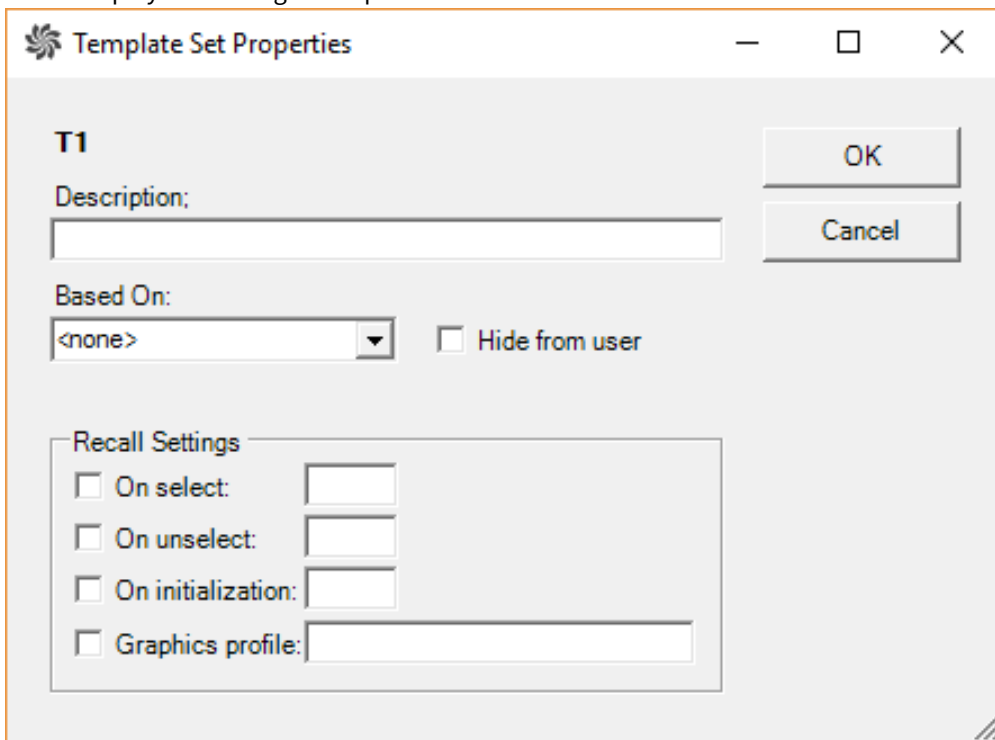 Template Set Properties
T1
OK
Description;
Cancel
Based On:
<none>
Hide from user
Recall Settings
On select:
On unselect:
On initialization:
Graphics profile: